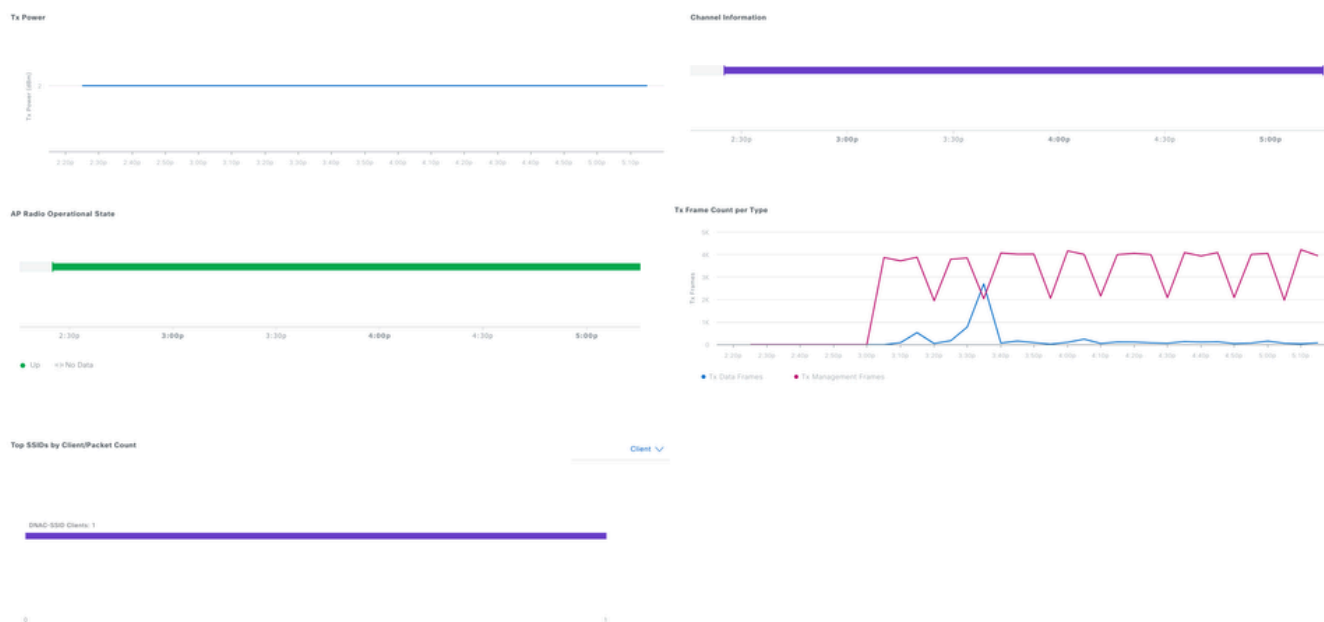 Tx Power
Tx Power (dBm)
2
2:20p 2:30p 2:40p 2:50p 3:00p 3:10p 3:20p 3:30p 3:40p 3:50p 4:00p 4:10p 4:20p 4:30p 4:40p 4:50p 5:00p 5:10p
Channel Information
2:30p 3:00p 3:30p 4:00p 4:30p 5:00p
AP Radio Operational State
2:30p 3:00p 3:30p 4:00p 4:30p 5:00p
Up <> No Data
Tx Frame Count per Type
Tx Frames
5K
4K
3K
2K
1K
0
2:20p 2:30p 2:40p 2:50p 3:00p 3:10p 3:20p 3:30p 3:40p 3:50p 4:00p 4:10p 4:20p 4:30p 4:40p 4:50p 5:00p 5:10p
Tx Data Frames Tx Management Frames
Top SSIDs by Client/Packet Count
Client
DNAC-SSID Clients: 1
0 1